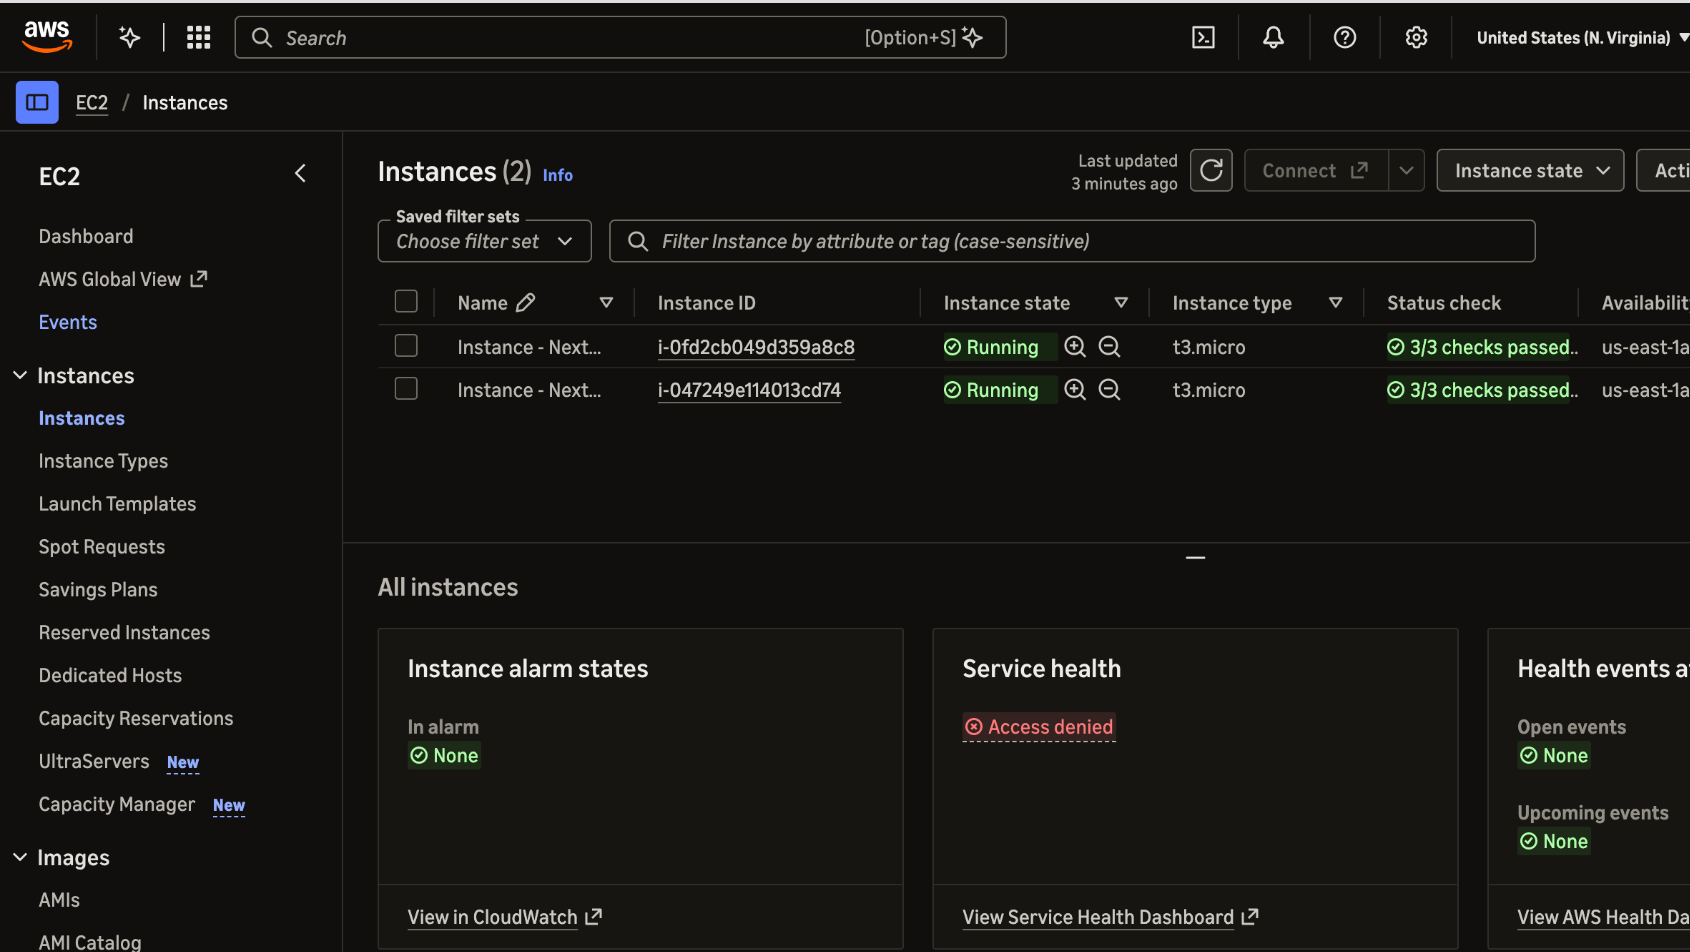 aws
Search [Option+S]
United States (N. Virginia)
EC2 / Instances
EC2
Dashboard
AWS Global View
Events
Instances
Instances
Instance Types
Launch Templates
Spot Requests
Savings Plans
Reserved Instances
Dedicated Hosts
Capacity Reservations
UltraServers New
Capacity Manager New
Images
AMIs
AMI Catalog
Instances (2) Info
Last updated
3 minutes ago
Connect
Instance state
Acti
Saved filter sets
Choose filter set
Filter Instance by attribute or tag (case-sensitive)
Name Instance ID Instance state Instance type Status check Availabilit
Instance - Next... i-0fd2cb049d359a8c8 Running t3.micro 3/3 checks passed.. us-east-1a
Instance - Next... i-047249e114013cd74 Running t3.micro 3/3 checks passed.. us-east-1a
All instances
Instance alarm states
In alarm
None
View in CloudWatch
Service health
Access denied
View Service Health Dashboard
Health events a
Open events
None
Upcoming events
None
View AWS Health Da